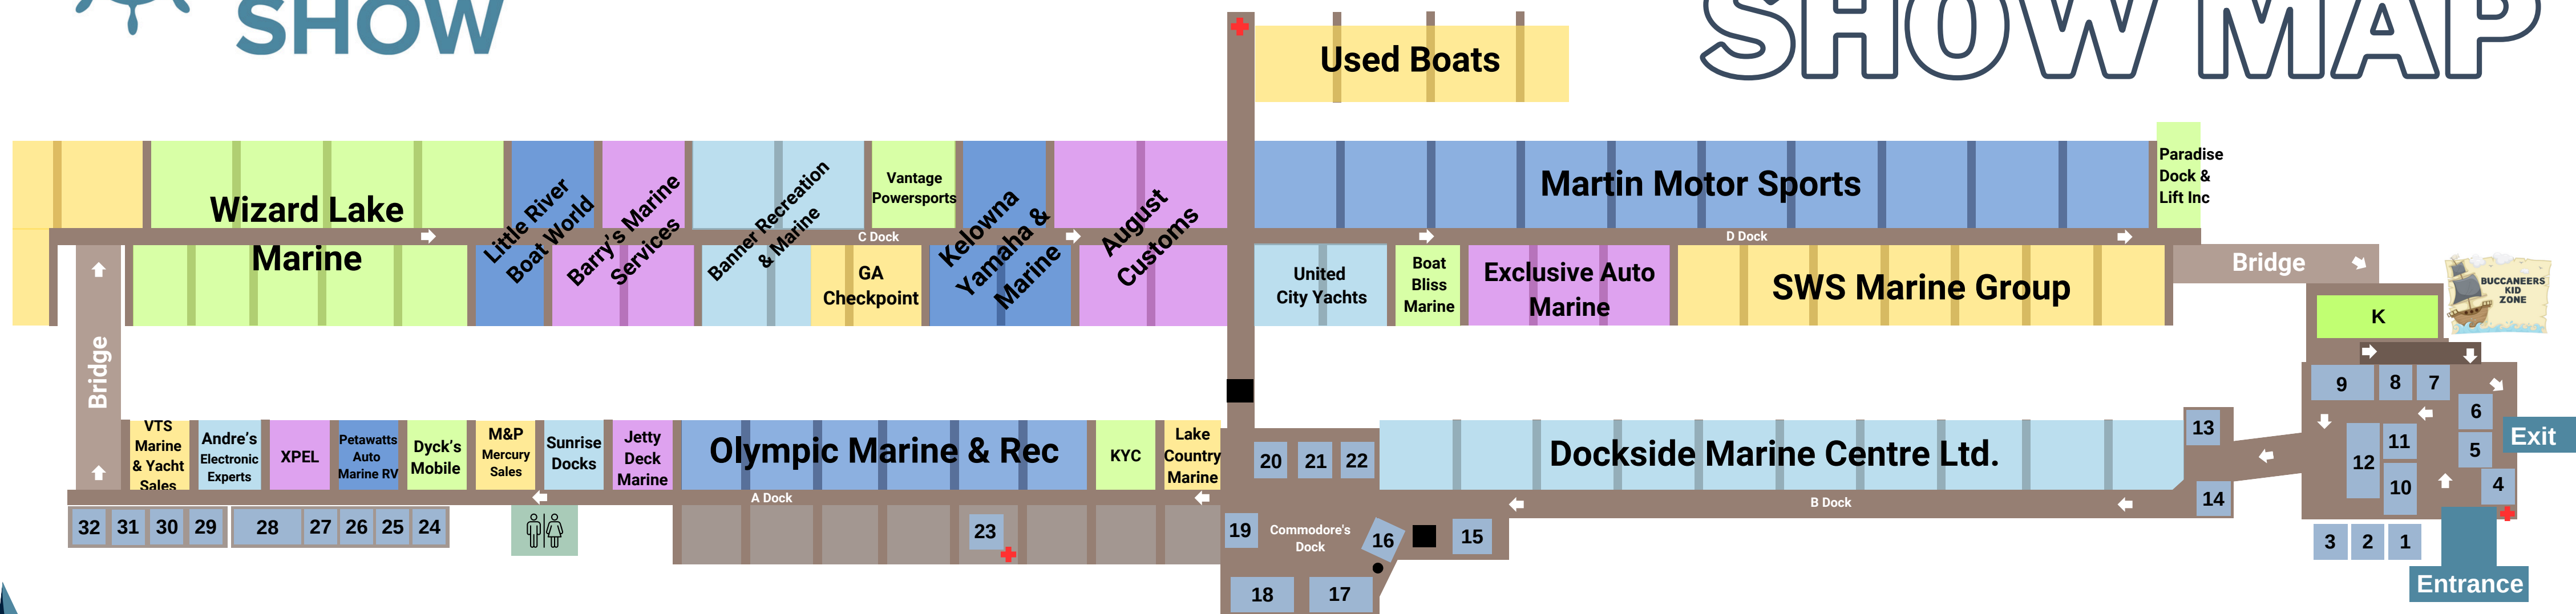 SHOW
SHOW MAP
Used Boats
Wizard Lake
Marine
Little River
Boat World
Barry's Marine
Services
Banner Recreation
& Marine
Vantage
Powersports
GA
Checkpoint
Kelowna
Yamaha &
Marine
August
Customs
C Dock
Martin Motor Sports
Paradise
Dock &
Lift Inc
D Dock
United
City Yachts
Boat
Bliss
Marine
Exclusive Auto
Marine
SWS Marine Group
Bridge
BUCCANEERS
KID
ZONE
K
Bridge
VTS
Marine
& Yacht
Sales
Andre's
Electronic
Experts
XPEL
Petawatts
Auto
Marine RV
Dyck's
Mobile
M&P
Mercury
Sales
Sunrise
Docks
Jetty
Deck
Marine
Olympic Marine & Rec
KYC
Lake
Country
Marine
A Dock
32 31 30 29 28 27 26 25 24
23
20 21 22
19
Commodore's
Dock
16
15
18 17
Dockside Marine Centre Ltd.
B Dock
13
14
9 8 7
6
5
4
12 11
10
3 2 1
Exit
Entrance